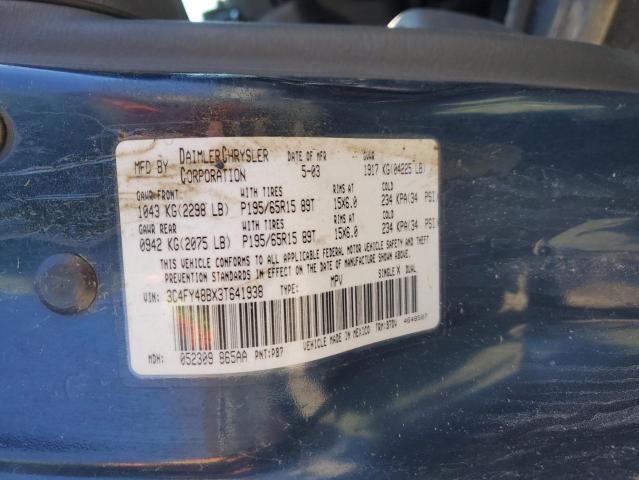 MFD BY DAIMLERCHRYSLER CORPORATION DATE OF MFR 5-03 GVWR 1917 KG(04225 LB)
GAWR FRONT WITH TIRES RIMS AT COLD
1043 KG(2298 LB) P195/65R15 89T 15X6.0 234 KPA(34 PSI)
GAWR REAR WITH TIRES RIMS AT COLD
0942 KG(2075 LB) P195/65R15 89T 15X6.0 234 KPA(34 PSI)
THIS VEHICLE CONFORMS TO ALL APPLICABLE FEDERAL MOTOR VEHICLE SAFETY AND THEFT
PREVENTION STANDARDS IN EFFECT ON THE DATE OF MANUFACTURE SHOWN ABOVE.
VIN: 3C4FY48BX3T641938 TYPE: MPV SINGLE X DUAL
MDH: 052309 865AA PNT:PB7 VEHICLE MADE IN MEXICO TRM: